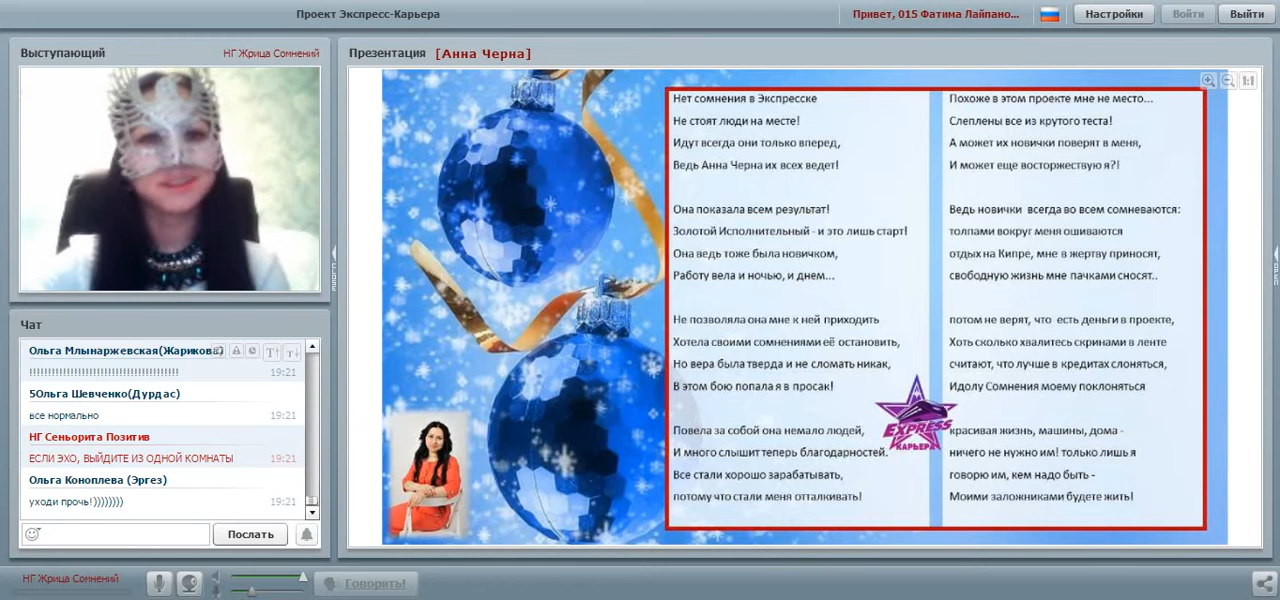 Проект Экспресс-Карьера
Привет, 015 Фатима Лайпано...
Настройки
Войти
Выйти
Выступающий
НГ Жрица Сомнений
Презентация
[Анна Черна]
1:1
Нет сомнения в Экспрессе
Не стоят люди на месте!
Идут всегда они только вперед,
Ведь Анна Черна их всех ведет!
Она показала всем результат!
Золотой Исполнительный - и это лишь старт!
Она ведь тоже была новичком,
Работу вела и ночью, и днем...
Не позволяла она мне к ней приходить
Хотела своими сомнениями её остановить,
Но вера была тверда и не сломать никак,
В этом бою попала я в просак!
Повела за собой она немало людей,
И много слышит теперь благодарностей.
Все стали хорошо зарабатывать,
потому что стали меня отталкивать!
Похоже в этом проекте мне не место...
Слеплены все из крутого теста!
А может их новички поверят в меня,
И может еще восторжествую я?!
Ведь новички всегда во всем сомневаются:
толпами вокруг меня ошиваются
отдых на Кипре, мне в жертву приносят,
свободную жизнь мне пачками сносят..
потом не верят, что есть деньги в проекте,
Хоть сколько хвалитесь скринами в ленте
считают, что лучше в кредитах слоняться,
Идолу Сомнения моему поклоняться
красивая жизнь, машины, дома -
ничего не нужно им! только лишь я
говорю им, кем надо быть -
Моими заложниками будете жить!
EXPRESS
КАРЬЕРА
Чат
Ольга Млынаржевская(Жарикова)
!!!!!!!!!!!!!!!!!!!!!!!!!!!!!!!!!!!!!!
19:21
5Ольга Шевченко(Дурдас)
все нормально
19:21
НГ Сеньорита Позитив
ЕСЛИ ЭХО, ВЫЙДИТЕ ИЗ ОДНОЙ КОМНАТЫ
19:21
Ольга Коноплева (Эргез)
уходи прочь!))))))))
19:21
Послать
НГ Жрица Сомнений
Говорить!